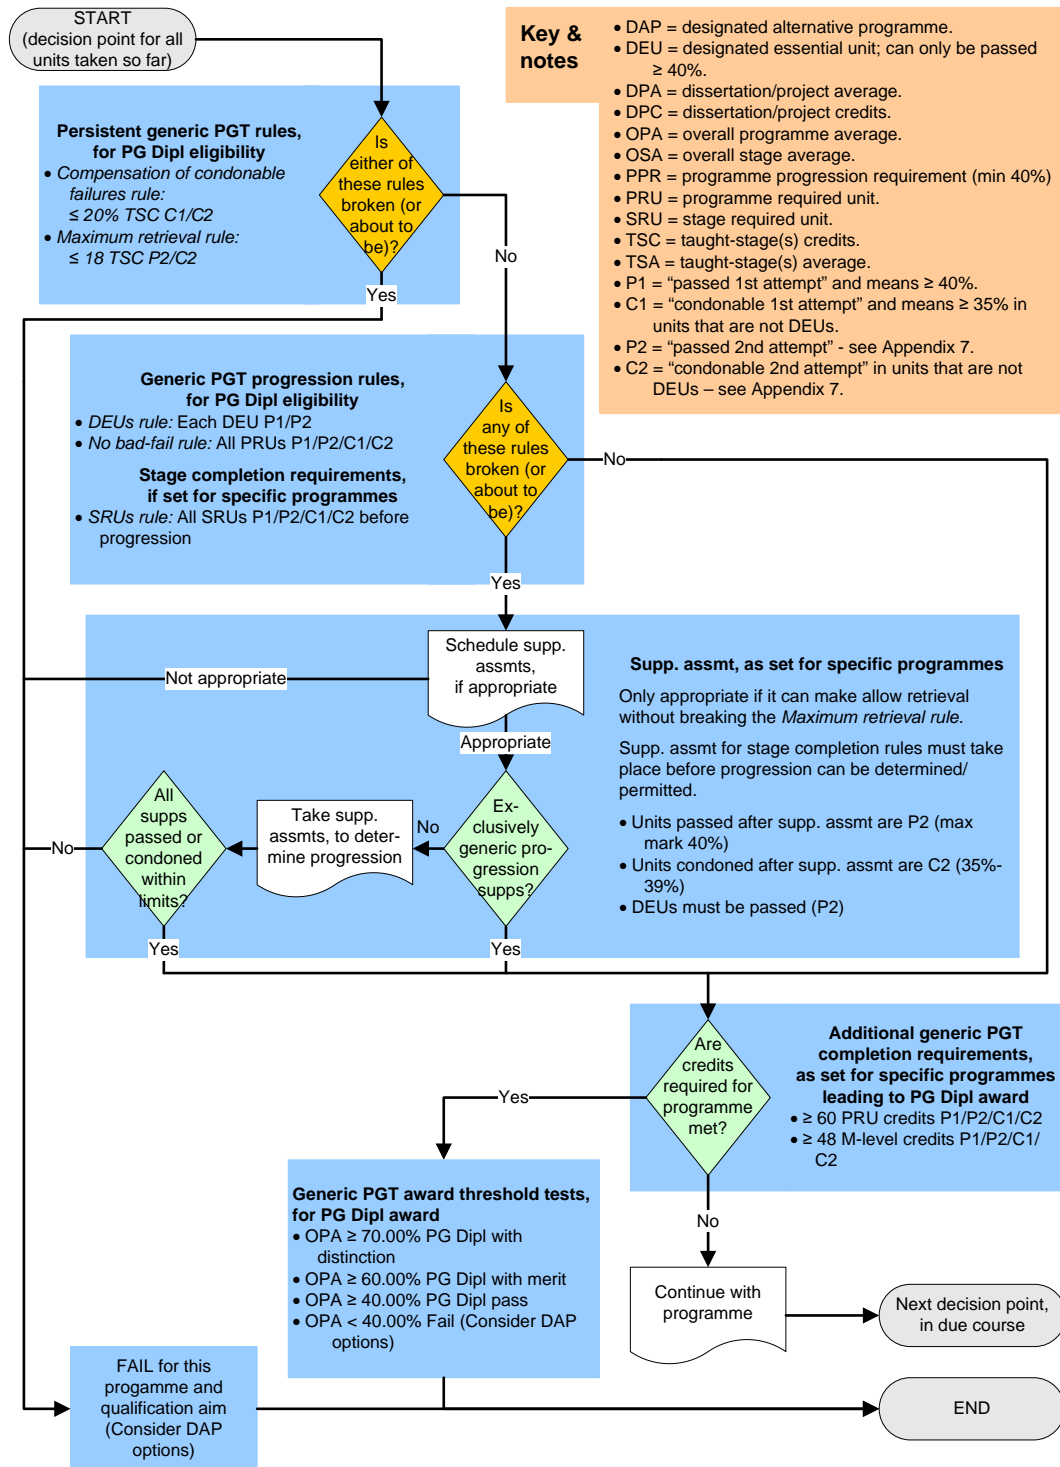 START
(decision point for all
units taken so far)
Key &
notes
• DAP = designated alternative programme.
• DEU = designated essential unit; can only be passed
≥ 40%.
• DPA = dissertation/project average.
• DPC = dissertation/project credits.
• OPA = overall programme average.
• OSA = overall stage average.
• PPR = programme progression requirement (min 40%)
• PRU = programme required unit.
• SRU = stage required unit.
• TSC = taught-stage(s) credits.
• TSA = taught-stage(s) average.
• P1 = “passed 1st attempt” and means ≥ 40%.
• C1 = “condonable 1st attempt” and means ≥ 35% in
units that are not DEUs.
• P2 = “passed 2nd attempt” - see Appendix 7.
• C2 = “condonable 2nd attempt” in units that are not
DEUs – see Appendix 7.
Persistent generic PGT rules,
for PG Dipl eligibility
• Compensation of condonable
failures rule:
≤ 20% TSC C1/C2
• Maximum retrieval rule:
≤ 18 TSC P2/C2
Is
either of
these rules
broken (or
about to
be)?
No
Yes
Generic PGT progression rules,
for PG Dipl eligibility
• DEUs rule: Each DEU P1/P2
• No bad-fail rule: All PRUs P1/P2/C1/C2
Stage completion requirements,
if set for specific programmes
• SRUs rule: All SRUs P1/P2/C1/C2 before
progression
Is
any of
these rules
broken (or
about to
be)?
No
Yes
Schedule supp.
assmts,
if appropriate
Not appropriate
Appropriate
Supp. assmt, as set for specific programmes
Only appropriate if it can make allow retrieval
without breaking the Maximum retrieval rule.
Supp. assmt for stage completion rules must take
place before progression can be determined/
permitted.
• Units passed after supp. assmt are P2 (max
mark 40%)
• Units condoned after supp. assmt are C2 (35%-
39%)
• DEUs must be passed (P2)
Ex-
clusively
generic pro-
gression
supps?
No
Take supp.
assmts, to deter-
mine progression
All
supps
passed or
condoned
within
limits?
No
Yes
Yes
Are
credits
required for
programme
met?
Additional generic PGT
completion requirements,
as set for specific programmes
leading to PG Dipl award
• ≥ 60 PRU credits P1/P2/C1/C2
• ≥ 48 M-level credits P1/P2/C1/
C2
Yes
No
Generic PGT award threshold tests,
for PG Dipl award
• OPA ≥ 70.00% PG Dipl with
distinction
• OPA ≥ 60.00% PG Dipl with merit
• OPA ≥ 40.00% PG Dipl pass
• OPA < 40.00% Fail (Consider DAP
options)
Continue with
programme
Next decision point,
in due course
FAIL for this
progamme and
qualification aim
(Consider DAP
options)
END